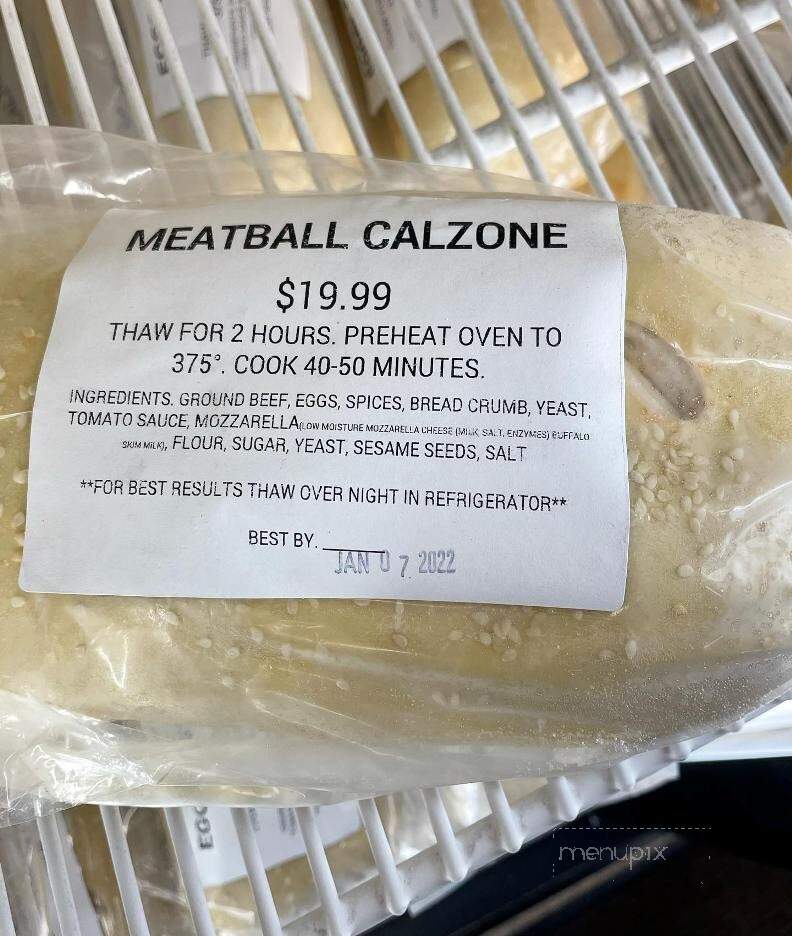 MEATBALL CALZONE
$19.99
THAW FOR 2 HOURS. PREHEAT OVEN TO
375°. COOK 40-50 MINUTES.
INGREDIENTS. GROUND BEEF, EGGS, SPICES, BREAD CRUMB, YEAST,
TOMATO SAUCE, MOZZARELLA(LOW MOISTURE MOZZARELLA CHEESE (MILK, SALT, ENZYMES) BUFFALO
SKIM MILK), FLOUR, SUGAR, YEAST, SESAME SEEDS, SALT
**FOR BEST RESULTS THAW OVER NIGHT IN REFRIGERATOR**
BEST BY. ______
JAN 07 2022
menupix